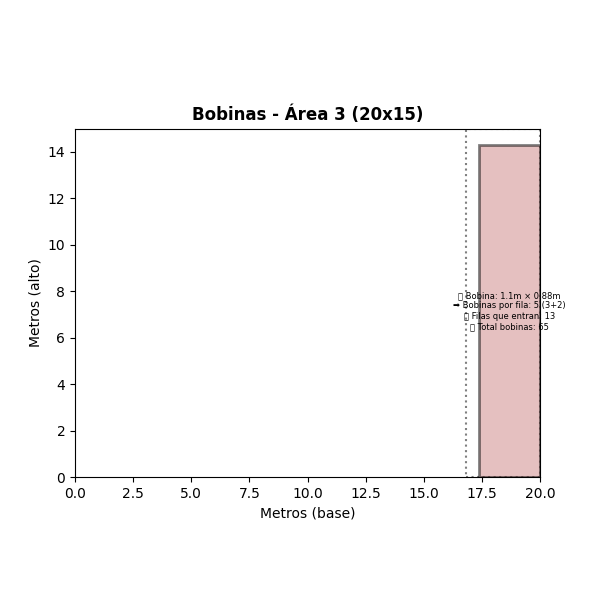 Bobinas - Área 3 (20x15)
Metros (alto)
14
12
10
8
6
4
2
0
Bobina: 1.1m × 0.88m
➡ Bobinas por fila: 5 (3+2)
Filas que entran: 13
Total bobinas: 65
0.0 2.5 5.0 7.5 10.0 12.5 15.0 17.5 20.0
Metros (base)